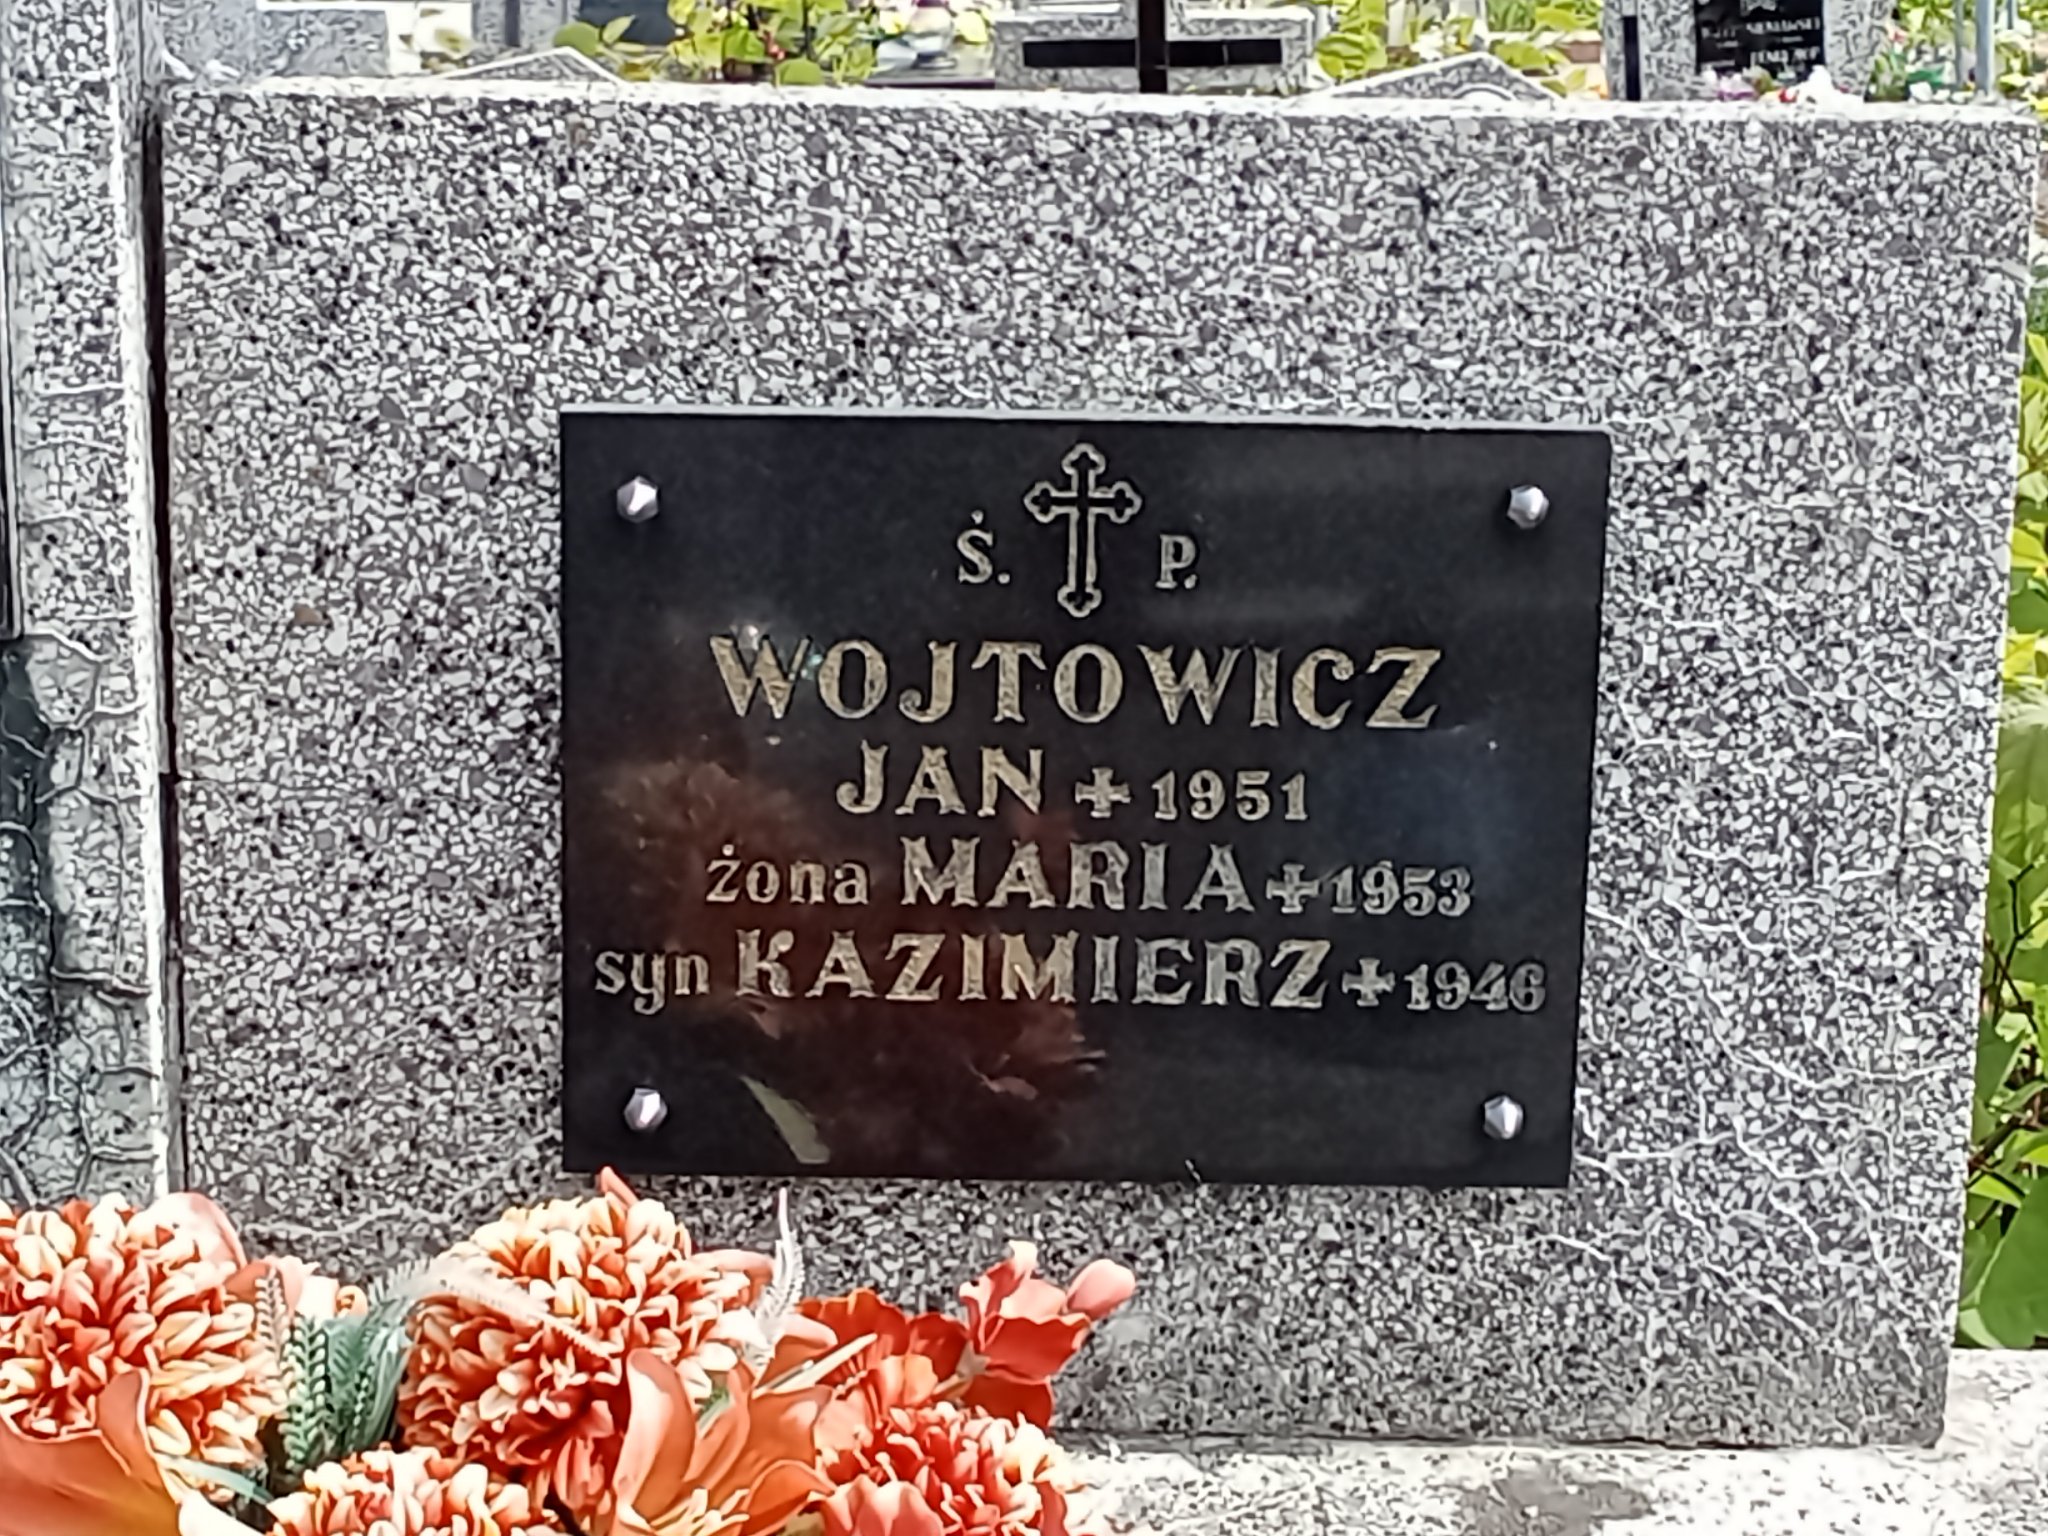 Ś. P.
WOJTOWICZ
JAN + 1951
żona MARIA + 1953
syn KAZIMIERZ + 1946